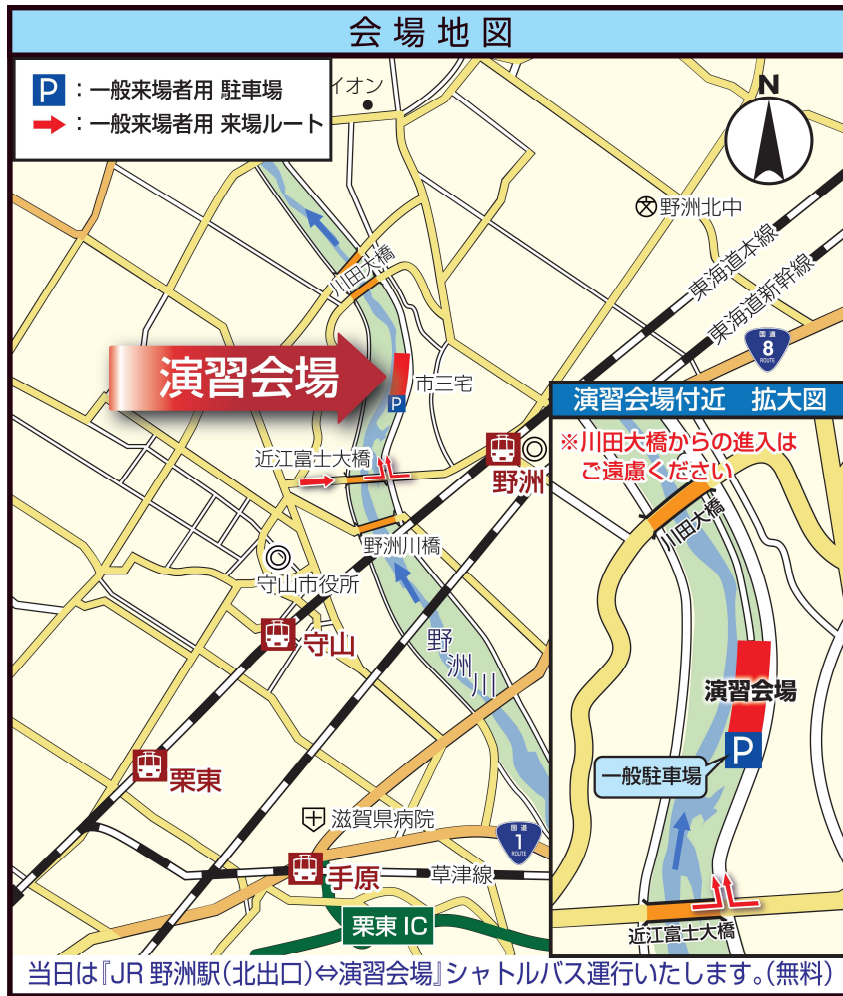 会場地図
P：一般来場者用 駐車場
：一般来場者用 来場ルート
イオン
N
野洲北中
東海道本線
東海道新幹線
川田大橋
国道
8
ROUTE
演習会場
市三宅
P
近江富士大橋
野洲
野洲川橋
守山市役所
守山
野洲川
栗東
滋賀県病院
国道
1
ROUTE
手原
草津線
栗東 IC
演習会場付近 拡大図
※川田大橋からの進入は
ご遠慮ください
川田大橋
演習会場
P
一般駐車場
近江富士大橋
当日は『JR 野洲駅(北出口)⇔演習会場』シャトルバス運行いたします。(無料)